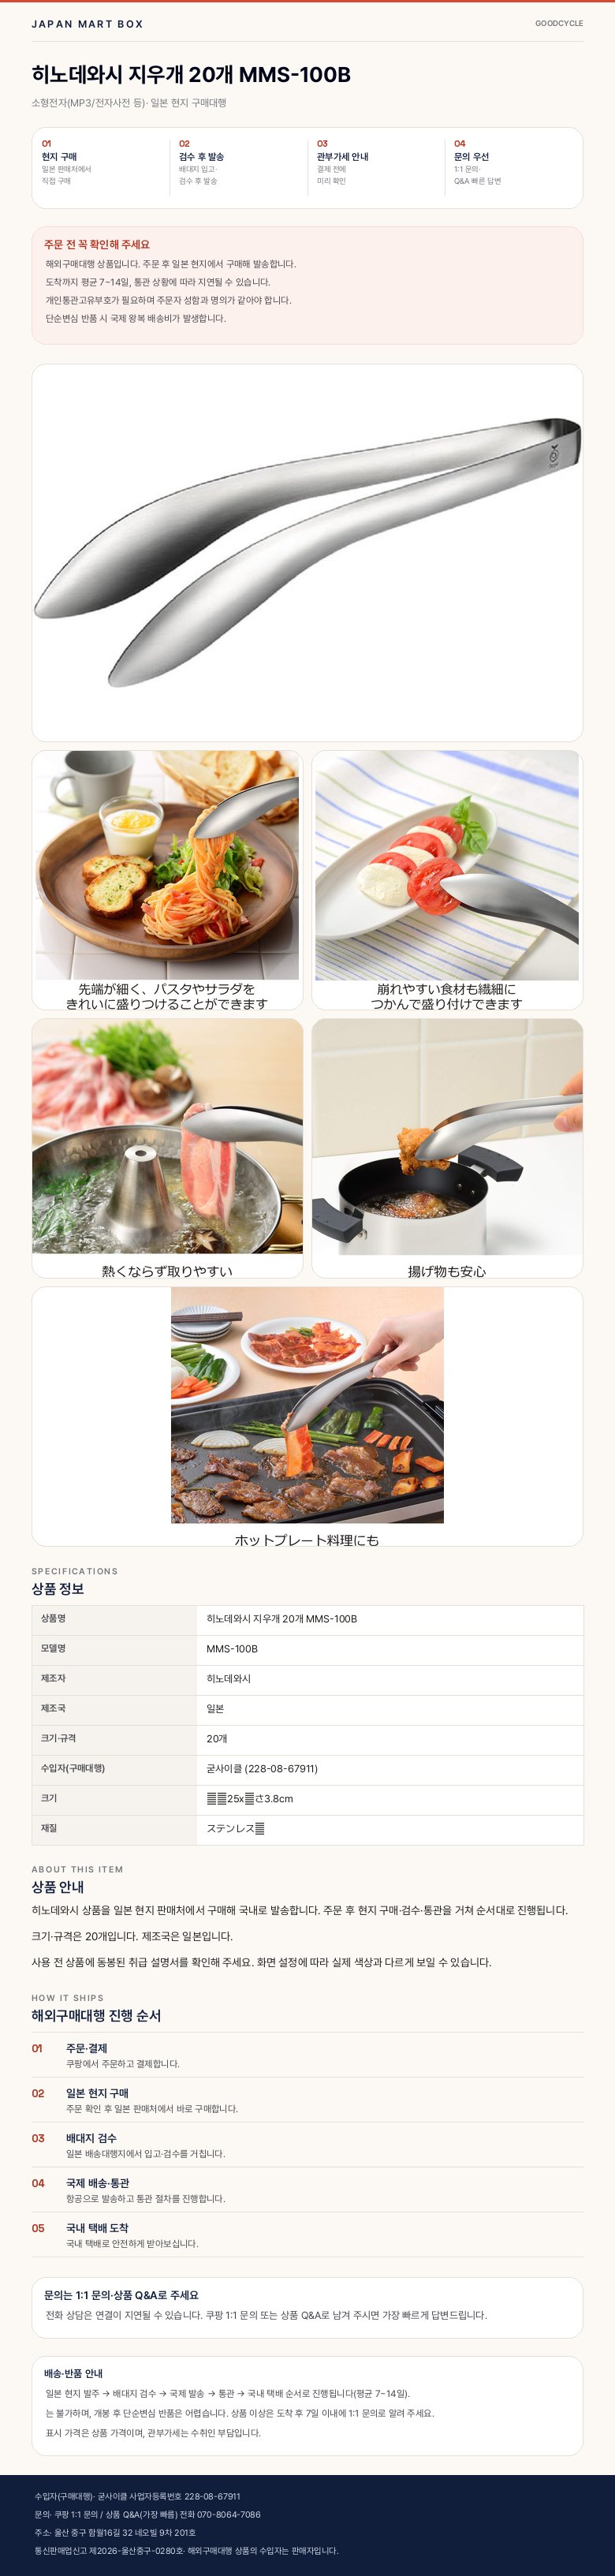 JAPAN MART BOX
GOODCYCLE
히노데와시 지우개 20개 MMS-100B
소형전자(MP3/전자사전 등)· 일본 현지 구매대행
01
현지 구매
일본 판매처에서
직접 구매
02
검수 후 발송
배대지 입고·
검수 후 발송
03
관부가세 안내
결제 전에
미리 확인
04
문의 우선
1:1 문의·
Q&A 빠른 답변
주문 전 꼭 확인해 주세요
해외구매대행 상품입니다. 주문 후 일본 현지에서 구매해 발송합니다.
도착까지 평균 7~14일, 통관 상황에 따라 지연될 수 있습니다.
개인통관고유부호가 필요하며 주문자 성함과 명의가 같아야 합니다.
단순변심 반품 시 국제 왕복 배송비가 발생합니다.
先端が細く、パスタやサラダを
きれいに盛りつけることができます
崩れやすい食材も繊細に
つかんで盛り付けできます
熱くならず取りやすい
揚げ物も安心
ホットプレート料理にも
SPECIFICATIONS
상품 정보
상품명 히노데와시 지우개 20개 MMS-100B
모델명 MMS-100B
제조자 히노데와시
제조국 일본
크기·규격 20개
수입자(구매대행) 굳사이클 (228-08-67911)
크기 25x さ3.8cm
재질 ステンレス
ABOUT THIS ITEM
상품 안내
히노데와시 상품을 일본 현지 판매처에서 구매해 국내로 발송합니다. 주문 후 현지 구매·검수·통관을 거쳐 순서대로 진행됩니다.
크기·규격은 20개입니다. 제조국은 일본입니다.
사용 전 상품에 동봉된 취급 설명서를 확인해 주세요. 화면 설정에 따라 실제 색상과 다르게 보일 수 있습니다.
HOW IT SHIPS
해외구매대행 진행 순서
01 주문·결제
쿠팡에서 주문하고 결제합니다.
02 일본 현지 구매
주문 확인 후 일본 판매처에서 바로 구매합니다.
03 배대지 검수
일본 배송대행지에서 입고·검수를 거칩니다.
04 국제 배송·통관
항공으로 발송하고 통관 절차를 진행합니다.
05 국내 택배 도착
국내 택배로 안전하게 받아보십니다.
문의는 1:1 문의·상품 Q&A로 주세요
전화 상담은 연결이 지연될 수 있습니다. 쿠팡 1:1 문의 또는 상품 Q&A로 남겨 주시면 가장 빠르게 답변드립니다.
배송·반품 안내
일본 현지 발주 → 배대지 검수 → 국제 발송 → 통관 → 국내 택배 순서로 진행됩니다(평균 7~14일).
는 불가하며, 개봉 후 단순변심 반품은 어렵습니다. 상품 이상은 도착 후 7일 이내에 1:1 문의로 알려 주세요.
표시 가격은 상품 가격이며, 관부가세는 수취인 부담입니다.
수입자(구매대행)· 굳사이클 사업자등록번호 228-08-67911
문의· 쿠팡 1:1 문의 / 상품 Q&A(가장 빠름) 전화 070-8064-7086
주소· 울산 중구 함월16길 32 네오빌 9차 201호
통신판매업신고 제2026-울산중구-0280호· 해외구매대행 상품의 수입자는 판매자입니다.